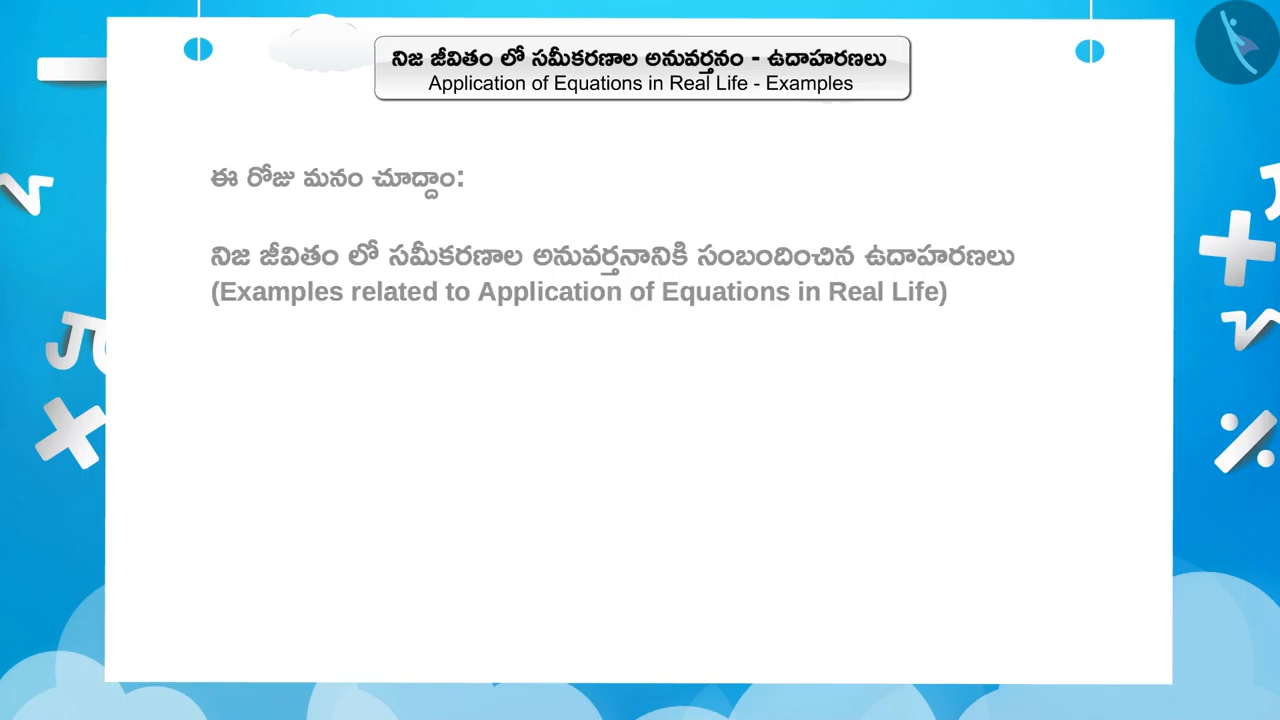 నిజ జీవితం లో సమీకరణాల అనువర్తనం - ఉదాహరణలు
Application of Equations in Real Life - Examples
ఈ రోజు మనం చూద్దాం:
నిజ జీవితం లో సమీకరణాల అనువర్తనానికి సంబందించిన ఉదాహరణలు
(Examples related to Application of Equations in Real Life)